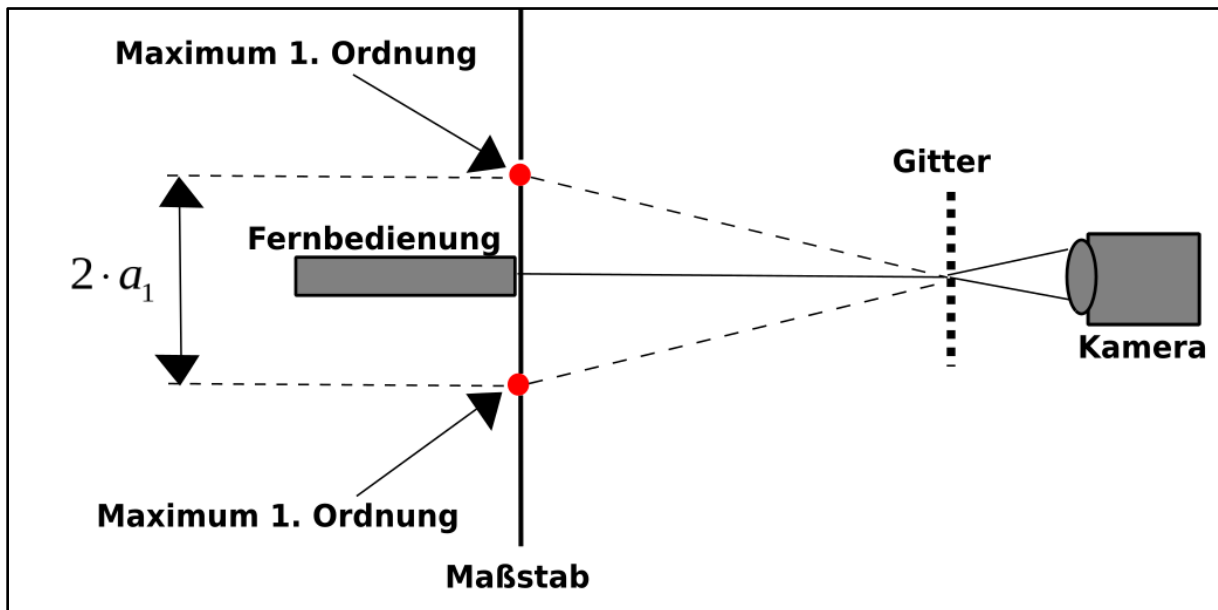 Maximum 1. Ordnung
Gitter
Fernbedienung
2 · a₁
Kamera
Maximum 1. Ordnung
Maßstab